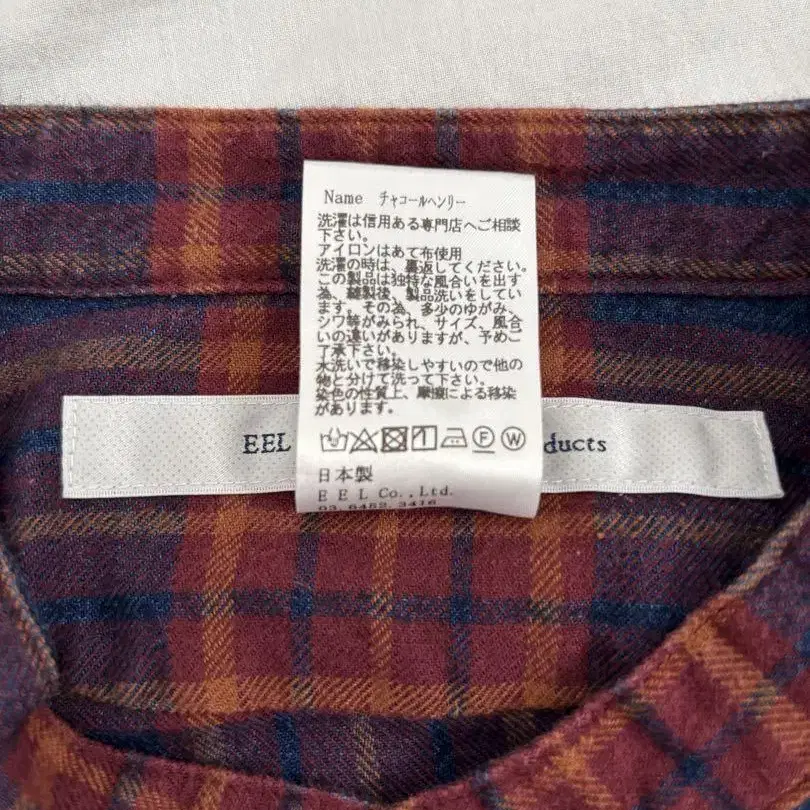 Name チャコールヘンリー
洗濯は信用ある専門店へご相談
下さい。
アイロンはあて布使用
洗濯の時は、裏返してください。
この製品は独特な風合いを出す
為、縫製後、製品洗いをしてい
ます。その為、多少のゆがみ、
シワ等がみられ、サイズ、風合
いの違いがありますが、予めご
了承下さい。
水洗いで移染しやすいので他の
物と分けて洗って下さい。
染色の性質上、摩擦による移染
があります。
F W
EEL ducts
日本製
EEL Co.,Ltd.
03 6452 3416